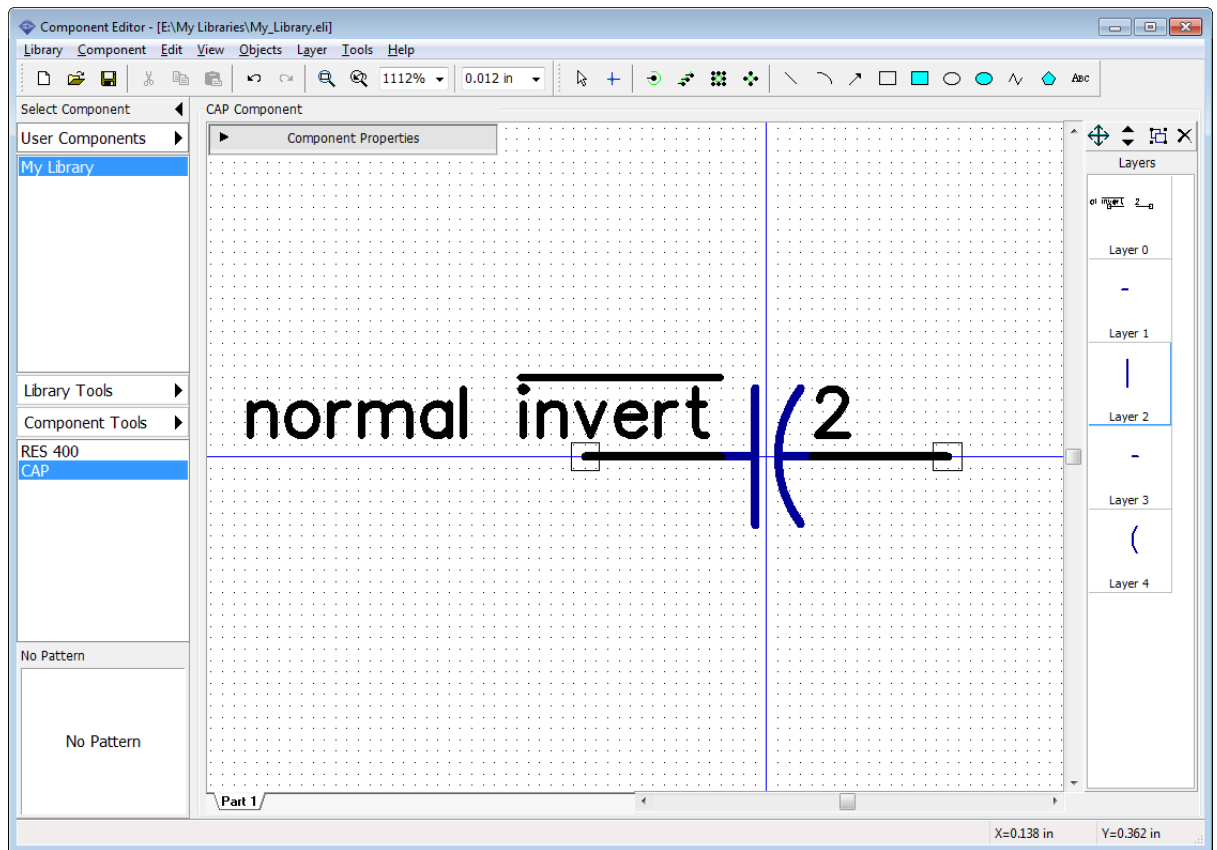 Component Editor - [E:\My Libraries\My_Library.eli]
Library Component Edit View Objects Layer Tools Help
1112% 0.012 in ABC
Select Component
CAP Component
User Components
Component Properties
My Library
Layers
Layer 0
Layer 1
Layer 2
Layer 3
Layer 4
normal invert 2
Library Tools
Component Tools
RES 400
CAP
No Pattern
No Pattern
Part 1
X=0.138 in Y=0.362 in